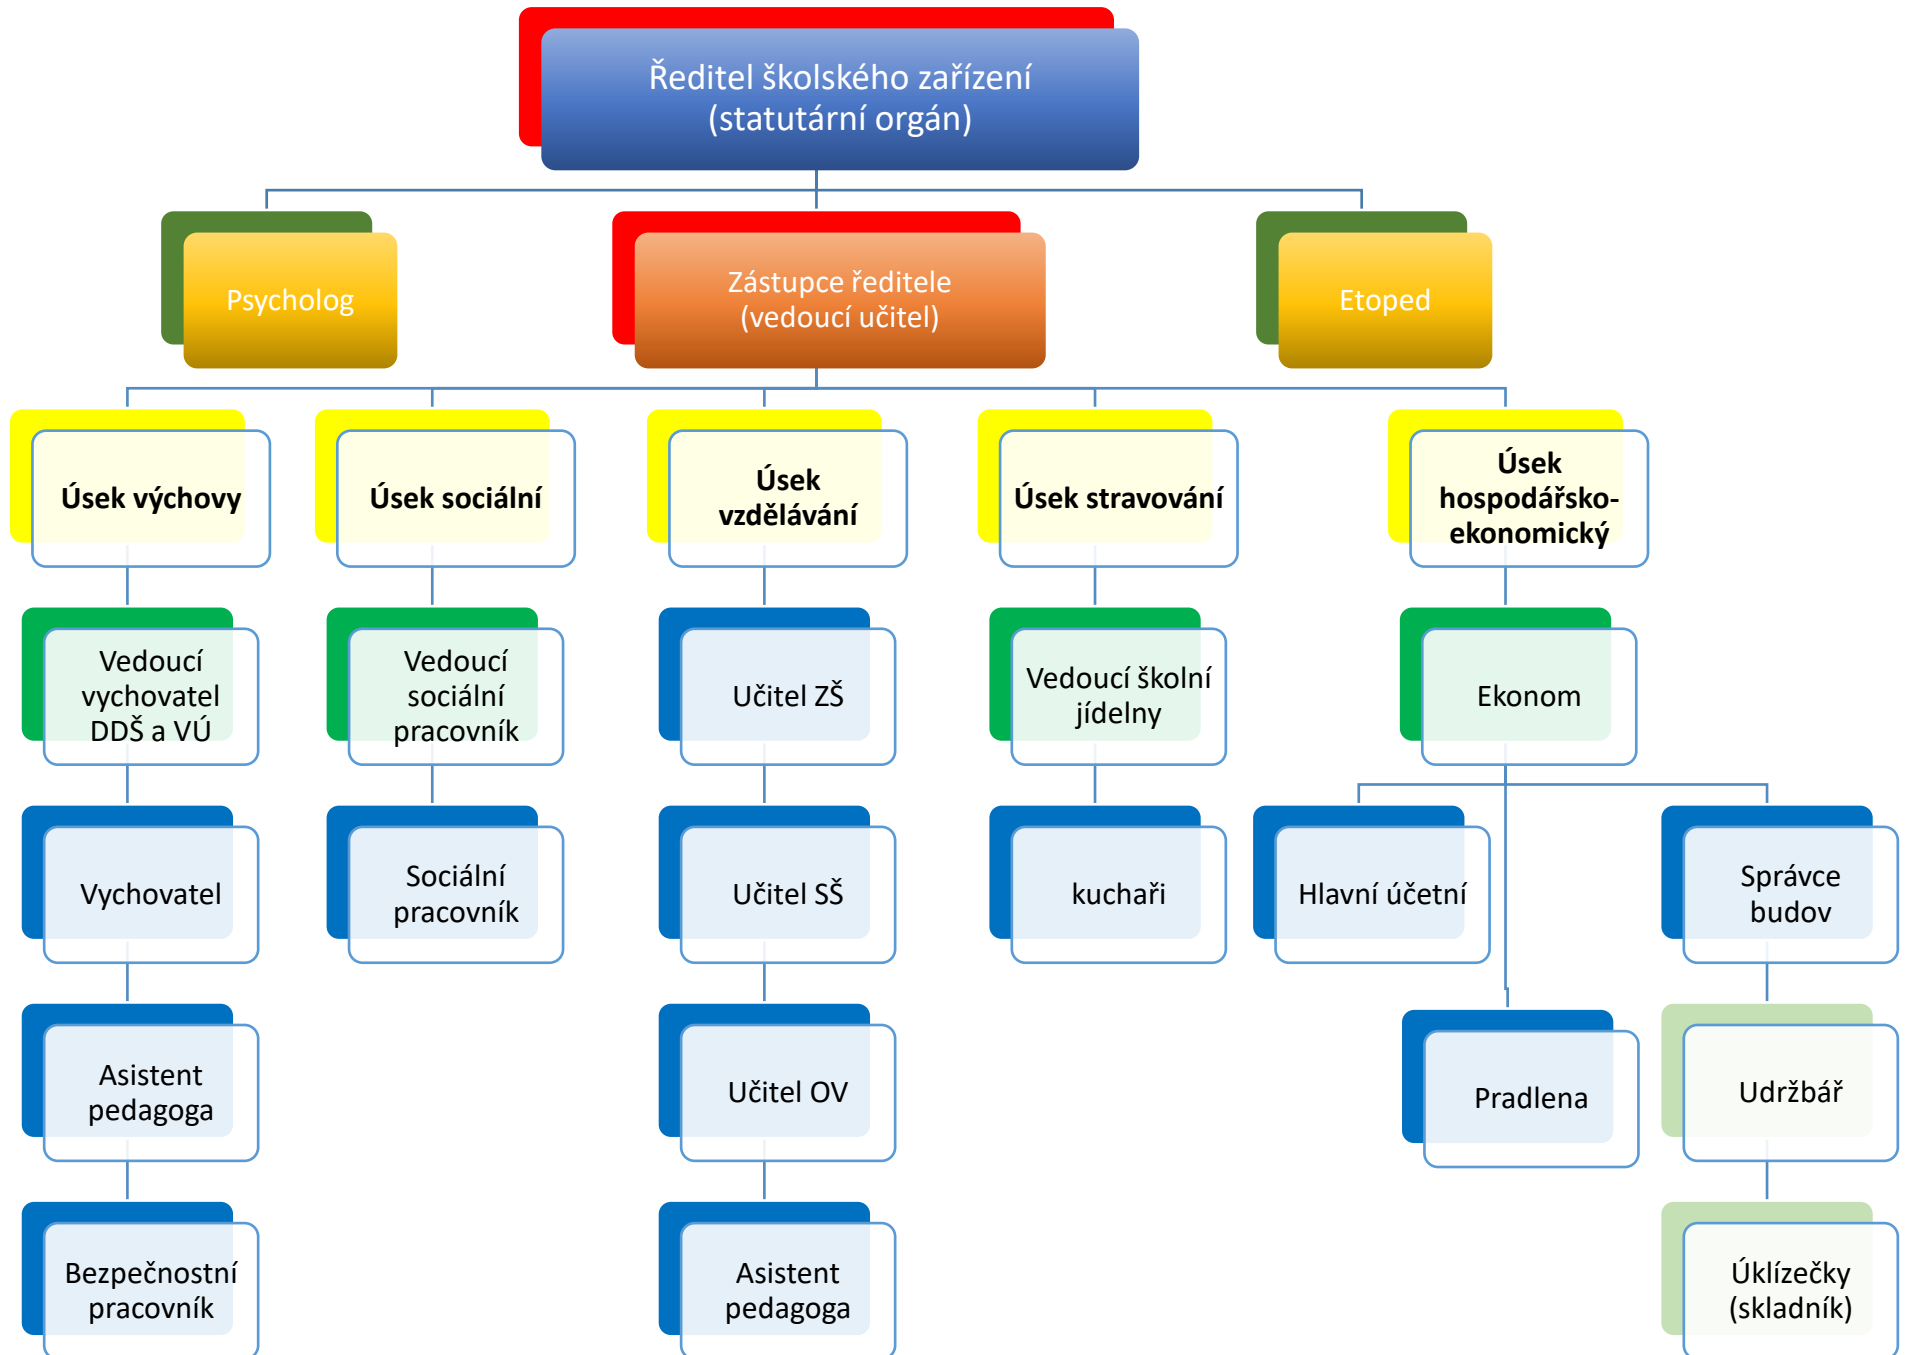 Ředitel školského zařízení
(statutární orgán)
Psycholog
Zástupce ředitele
(vedoucí učitel)
Etoped
Úsek výchovy
Úsek sociální
Úsek
vzdělávání
Úsek stravování
Úsek
hospodářsko-
ekonomický
Vedoucí
vychovatel
DDŠ a VÚ
Vedoucí
sociální
pracovník
Učitel ZŠ
Vedoucí školní
jídelny
Ekonom
Vychovatel
Sociální
pracovník
Učitel SŠ
kuchaři
Hlavní účetní
Správce
budov
Asistent
pedagoga
Učitel OV
Pradlena
Udržbář
Bezpečnostní
pracovník
Asistent
pedagoga
Úklízečky
(skladník)